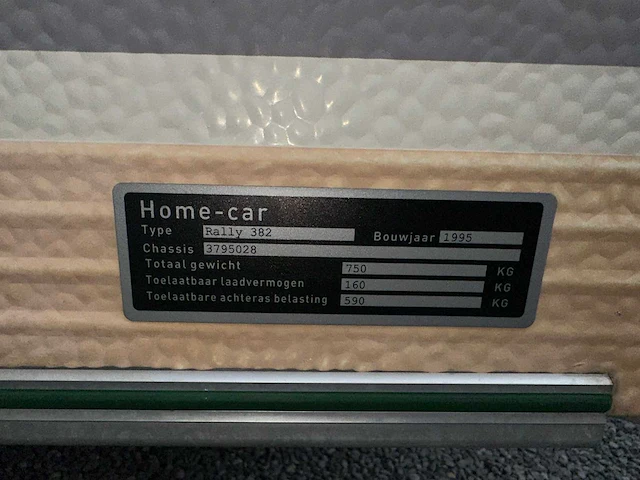 Home-car
Type Rally 382 Bouwjaar 1995
Chassis 3795028
Totaal gewicht 750 KG
Toelaatbaar laadvermogen 160 KG
Toelaatbare achteras belasting 590 KG